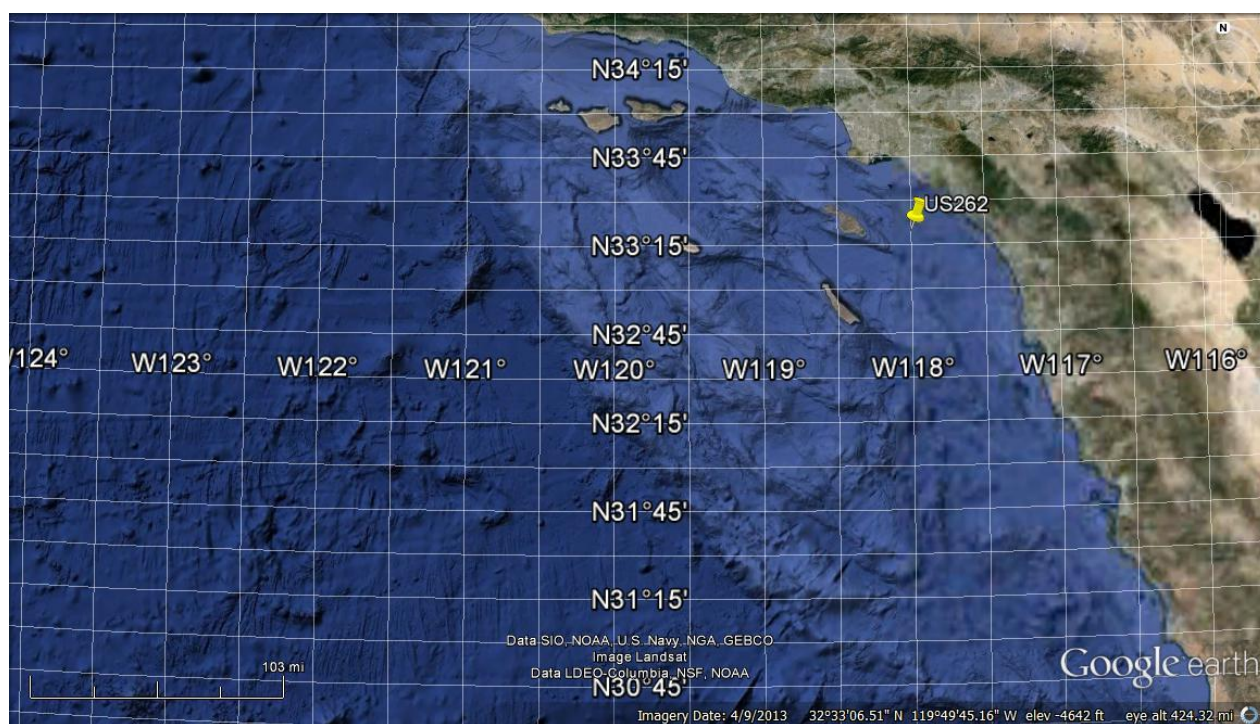 N
N34°15'
N33°45'
US262
N33°15'
N32°45'
W124° W123° W122° W121° W120° W119° W118° W117° W116°
N32°15'
N31°45'
N31°15'
Data SIO, NOAA, U.S. Navy, NGA, GEBCO
Image Landsat
Data LDEO-Columbia, NSF, NOAA
Google earth
103 mi
N30°45'
Imagery Date: 4/9/2013 32°33'06.51" N 119°49'45.16" W elev -4642 ft eye alt 424.32 mi